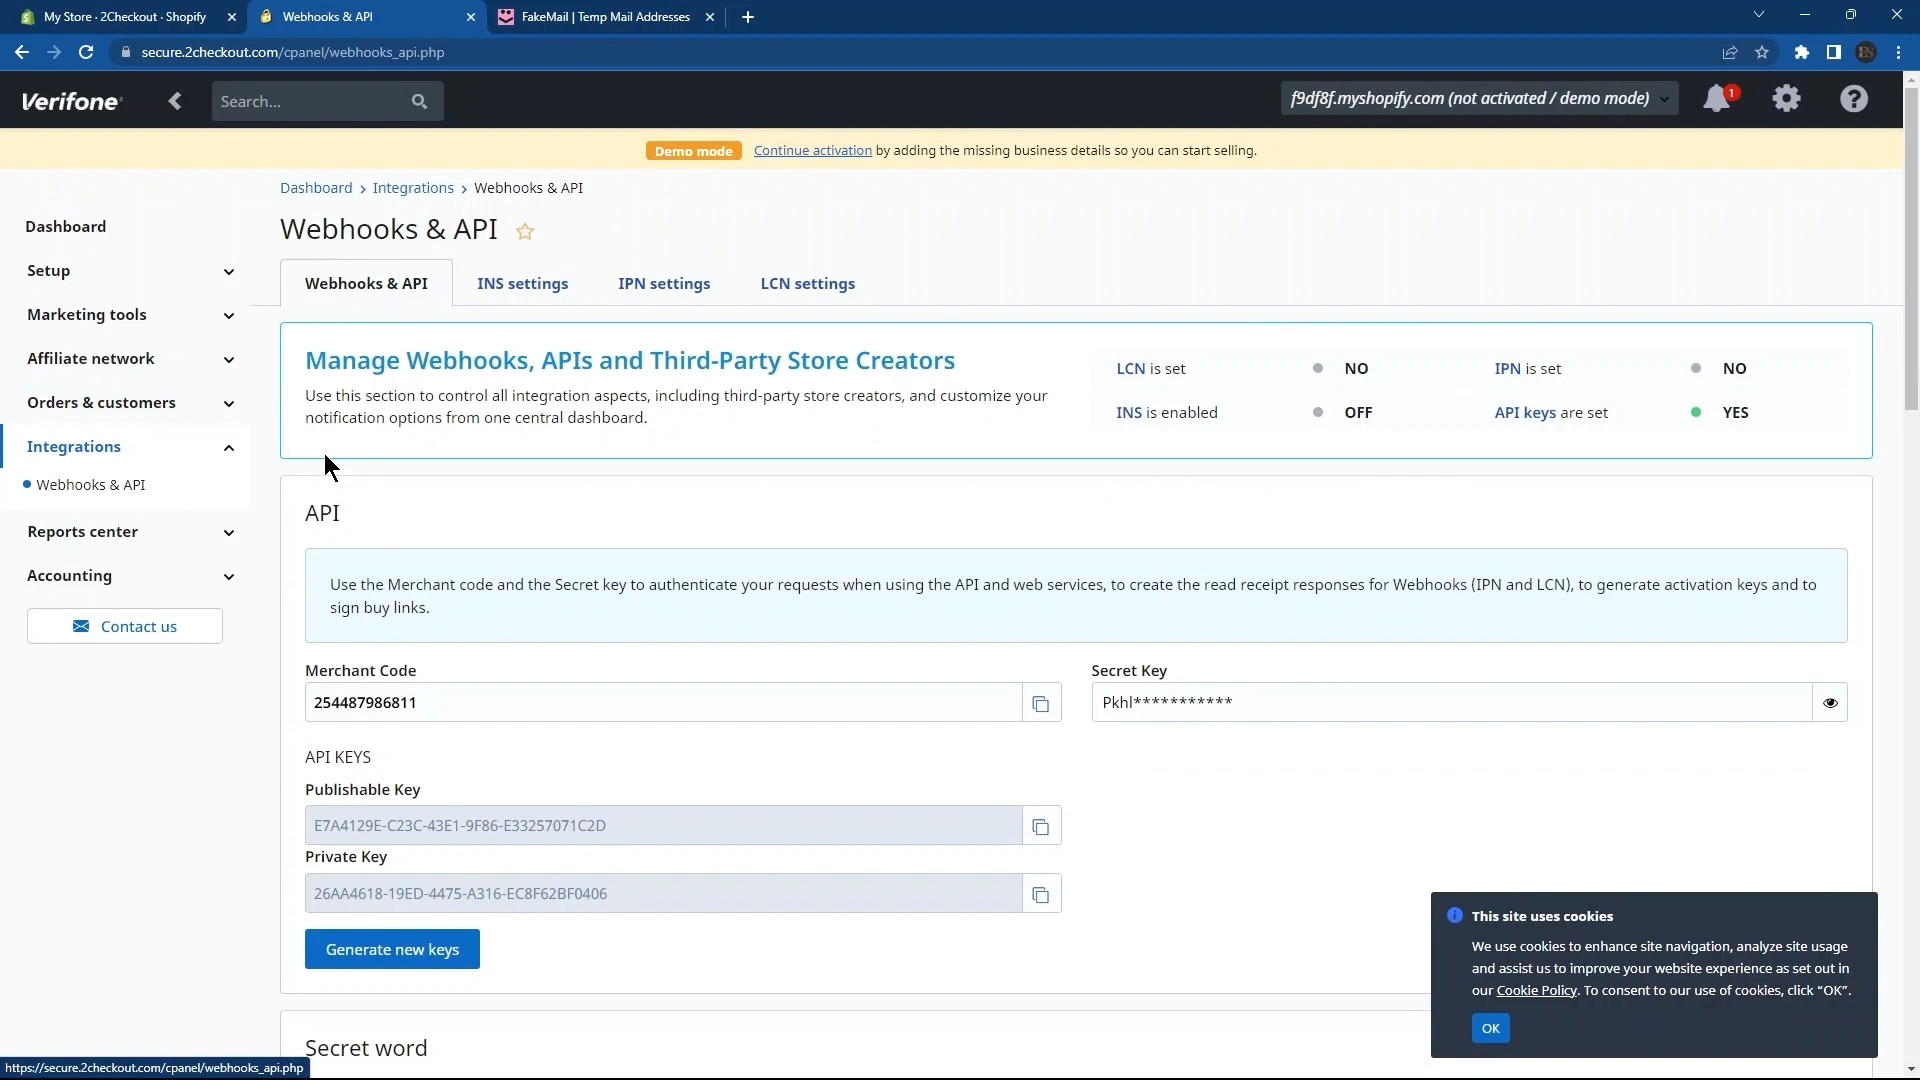 My Store · 2Checkout · Shopify
Webhooks & API
FakeMail | Temp Mail Addresses
secure.2checkout.com/cpanel/webhooks_api.php
Verifone
Search...
f9df8f.myshopify.com (not activated / demo mode)
1
Demo mode
Continue activation by adding the missing business details so you can start selling.
Dashboard > Integrations > Webhooks & API
Webhooks & API
Dashboard
Setup
Marketing tools
Affiliate network
Orders & customers
Integrations
Webhooks & API
Reports center
Accounting
Contact us
Webhooks & API
INS settings
IPN settings
LCN settings
Manage Webhooks, APIs and Third-Party Store Creators
Use this section to control all integration aspects, including third-party store creators, and customize your
notification options from one central dashboard.
LCN is set NO
IPN is set NO
INS is enabled OFF
API keys are set YES
API
Use the Merchant code and the Secret key to authenticate your requests when using the API and web services, to create the read receipt responses for Webhooks (IPN and LCN), to generate activation keys and to
sign buy links.
Merchant Code
254487986811
Secret Key
Pkhl***********
API KEYS
Publishable Key
E7A4129E-C23C-43E1-9F86-E33257071C2D
Private Key
26AA4618-19ED-4475-A316-EC8F62BF0406
Generate new keys
Secret word
This site uses cookies
We use cookies to enhance site navigation, analyze site usage
and assist us to improve your website experience as set out in
our Cookie Policy. To consent to our use of cookies, click “OK”.
OK
https://secure.2checkout.com/cpanel/webhooks_api.php